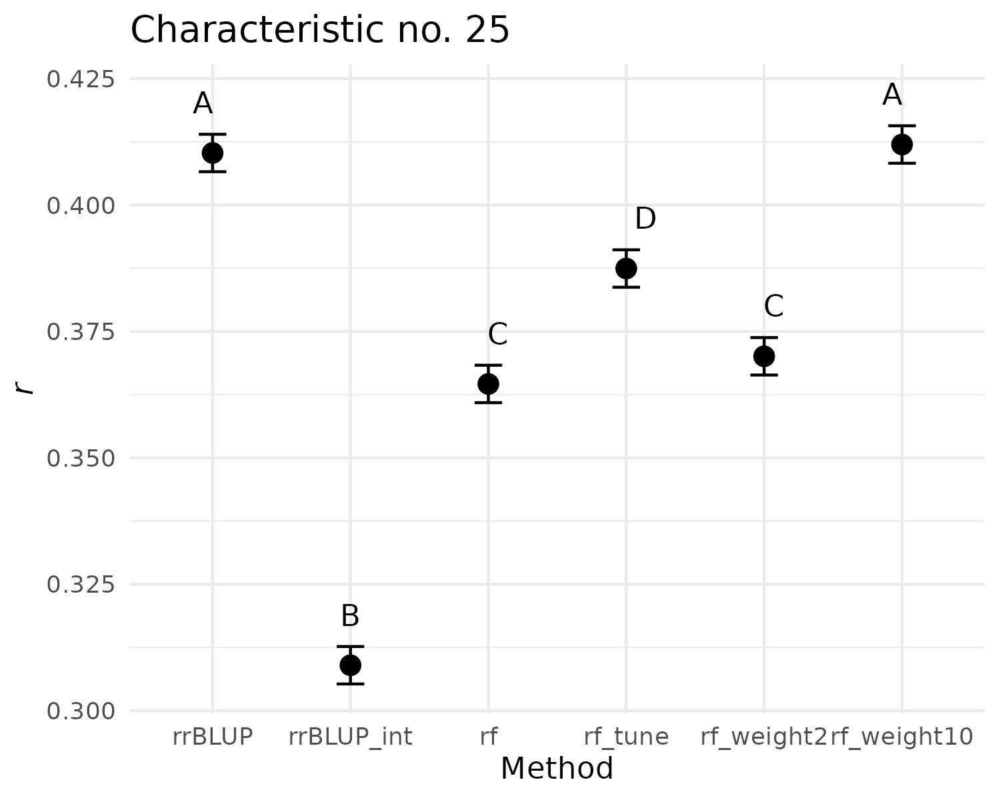 Characteristic no. 25
0.425
0.400
0.375
0.350
0.325
0.300
r
A
B
C
D
C
A
rrBLUP rrBLUP_int rf rf_tune rf_weight2 rf_weight10
Method